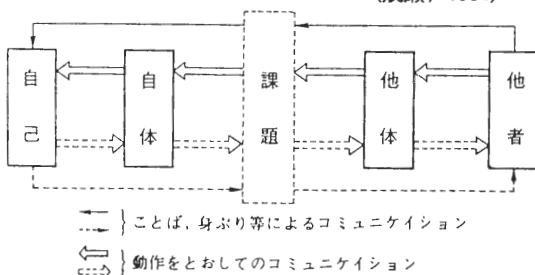 自己
自体
課題
他体
他者
ことば，身ぶり等によるコミュニケイション
動作をとおしてのコミュニケイション